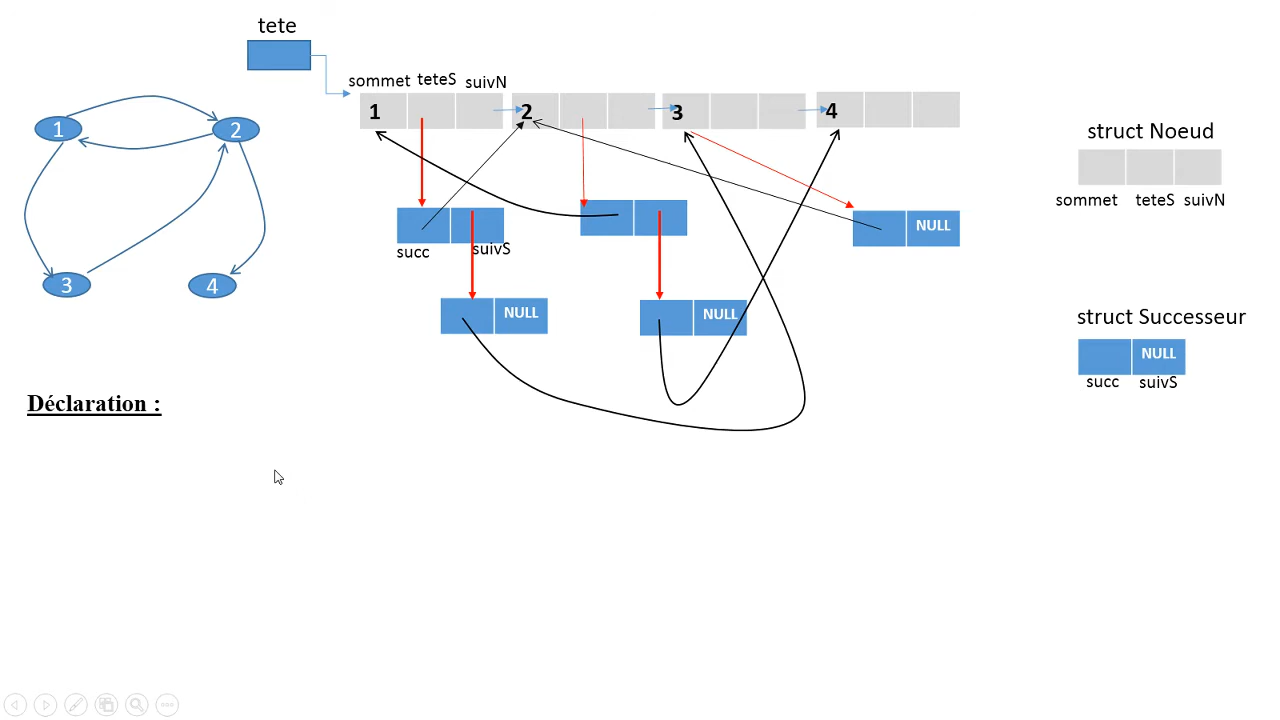 tete
sommet teteS suivN
1 2 3 4
1 2
3 4
succ suivS
NULL
NULL
NULL
struct Noeud
sommet teteS suivN
struct Successeur
NULL
succ suivS
Déclaration :